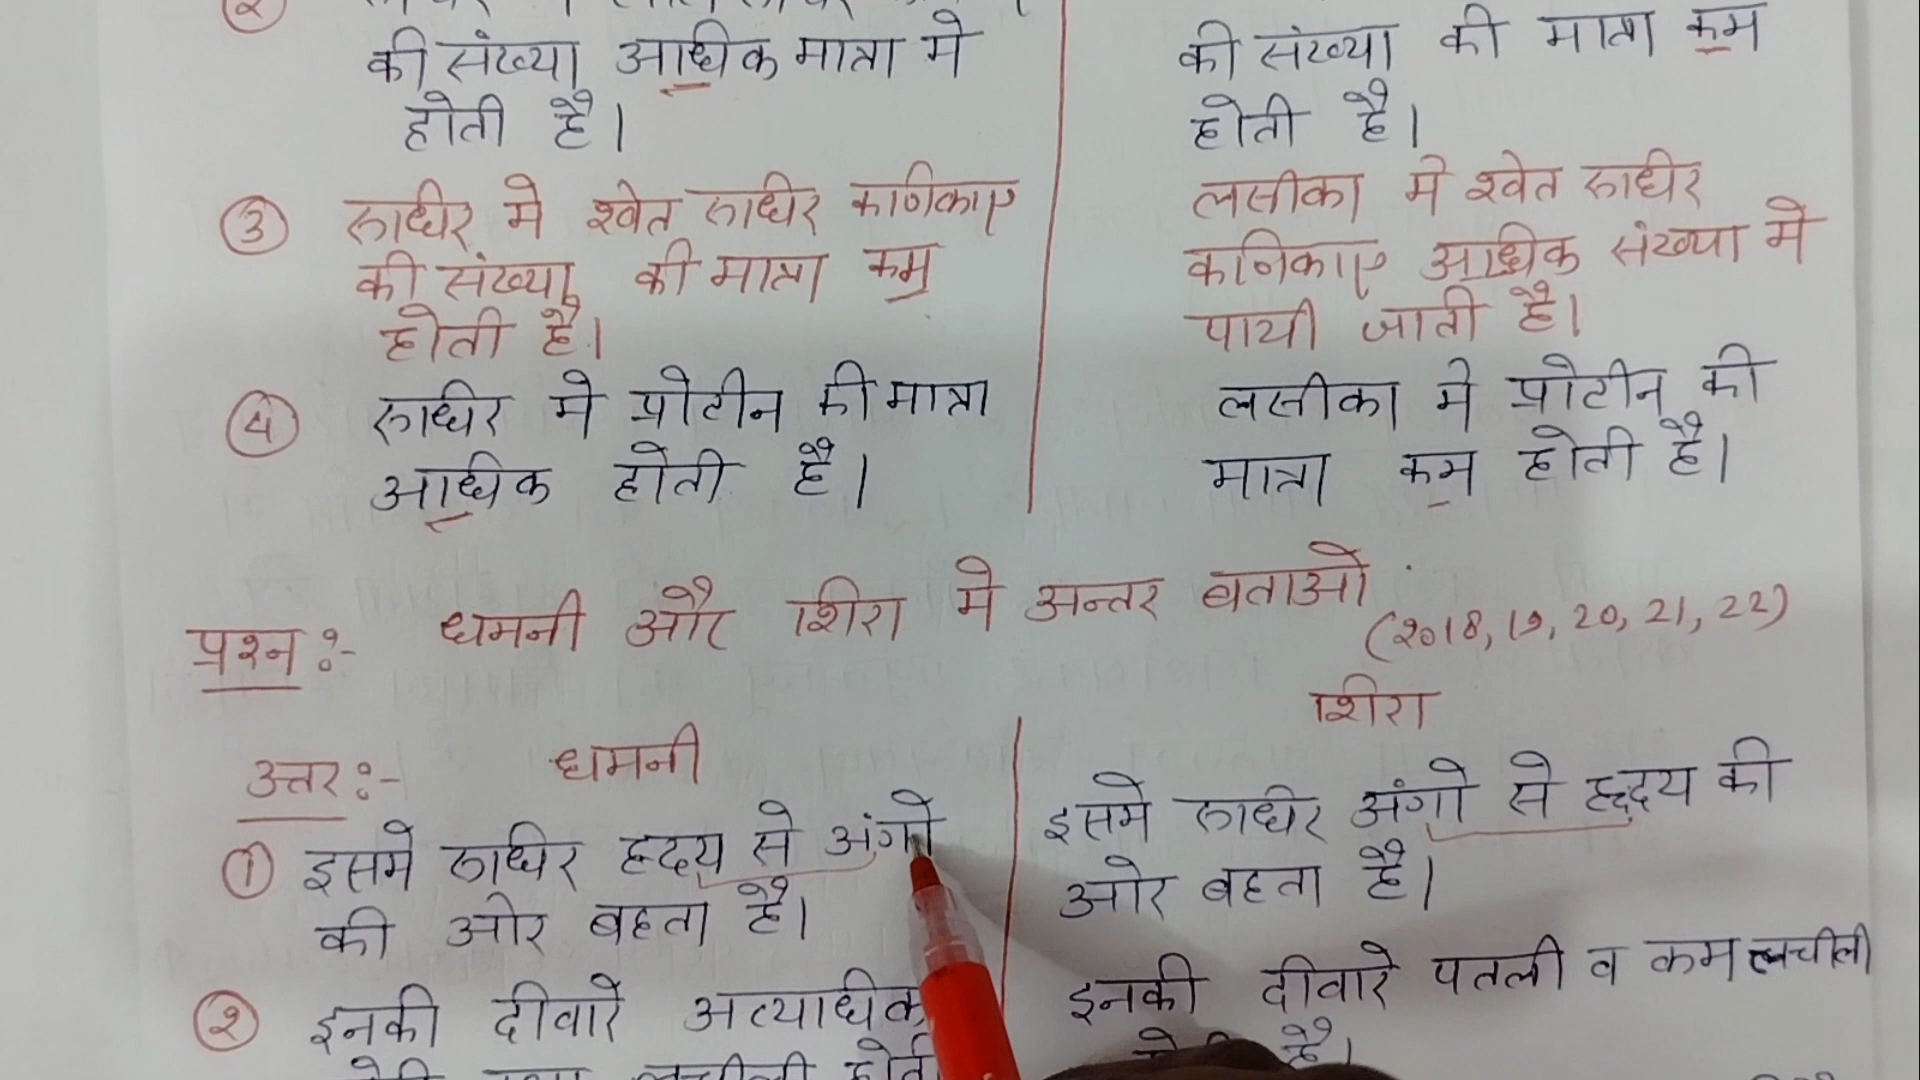 ②
की संख्या अधिक मात्रा मे
होती है।
की संख्या की मात्रा कम
होती है।
③ रूधिर मे श्वेत रूधिर कणिकाए
की संख्या की मात्रा कम
होती है।
लसीका मे श्वेत रूधिर
कणिकाए अधिक संख्या मे
पायी जाती है।
④ रूधिर मे प्रोटीन की मात्रा
अधिक होती है।
लसीका मे प्रोटीन की
मात्रा कम होती है।
प्रश्न :- धमनी और शिरा मे अन्तर बताओ
(2018, 19, 20, 21, 22)
उत्तर :- धमनी
① इसमे रूधिर हृदय से अंगो
की ओर बहता है।
② इनकी दीवारे अत्याधिक
लचीली होती
शिरा
इसमे रूधिर अंगो से हृदय की
ओर बहता है।
इनकी दीवारे पतली व कम लचीली
है।